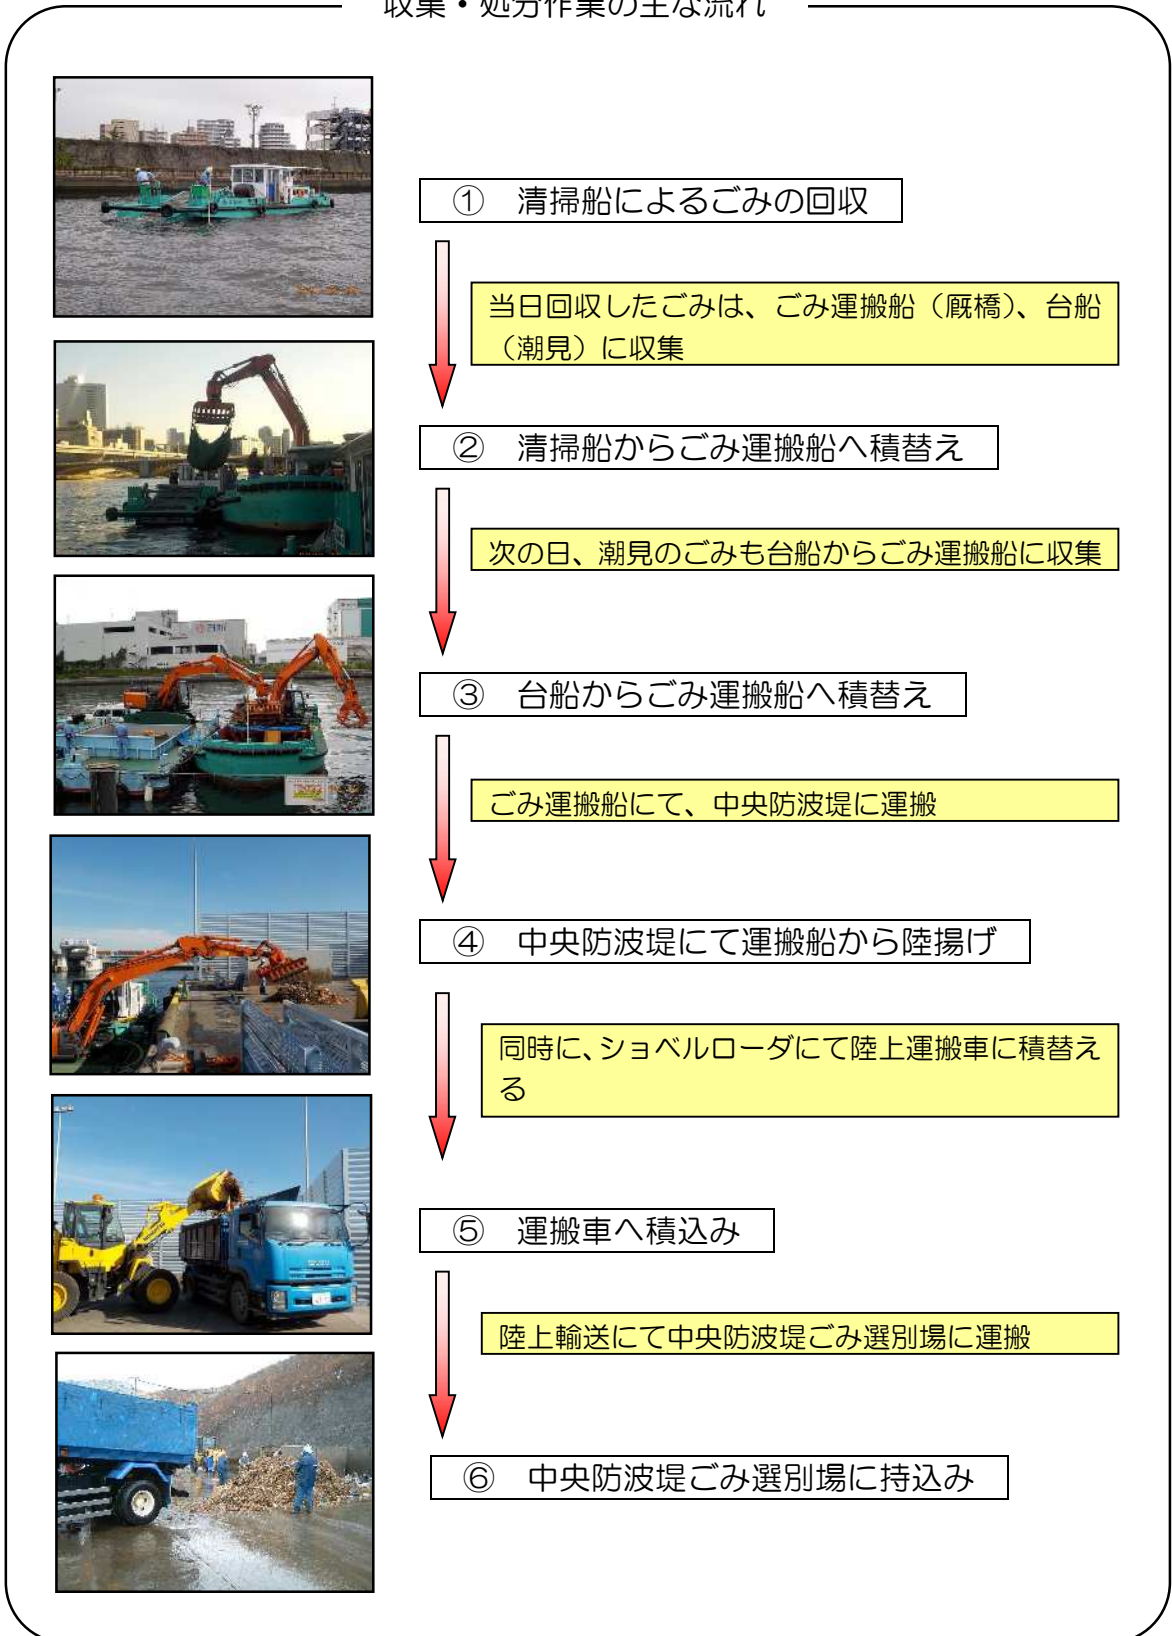 収集・処分作業の主な流れ
① 清掃船によるごみの回収
当日回収したごみは、ごみ運搬船（厩橋）、台船
（潮見）に収集
② 清掃船からごみ運搬船へ積替え
次の日、潮見のごみも台船からごみ運搬船に収集
③ 台船からごみ運搬船へ積替え
ごみ運搬船にて、中央防波堤に運搬
④ 中央防波堤にて運搬船から陸揚げ
同時に、ショベルローダにて陸上運搬車に積替え
る
⑤ 運搬車へ積込み
陸上輸送にて中央防波堤ごみ選別場に運搬
⑥ 中央防波堤ごみ選別場に持込み